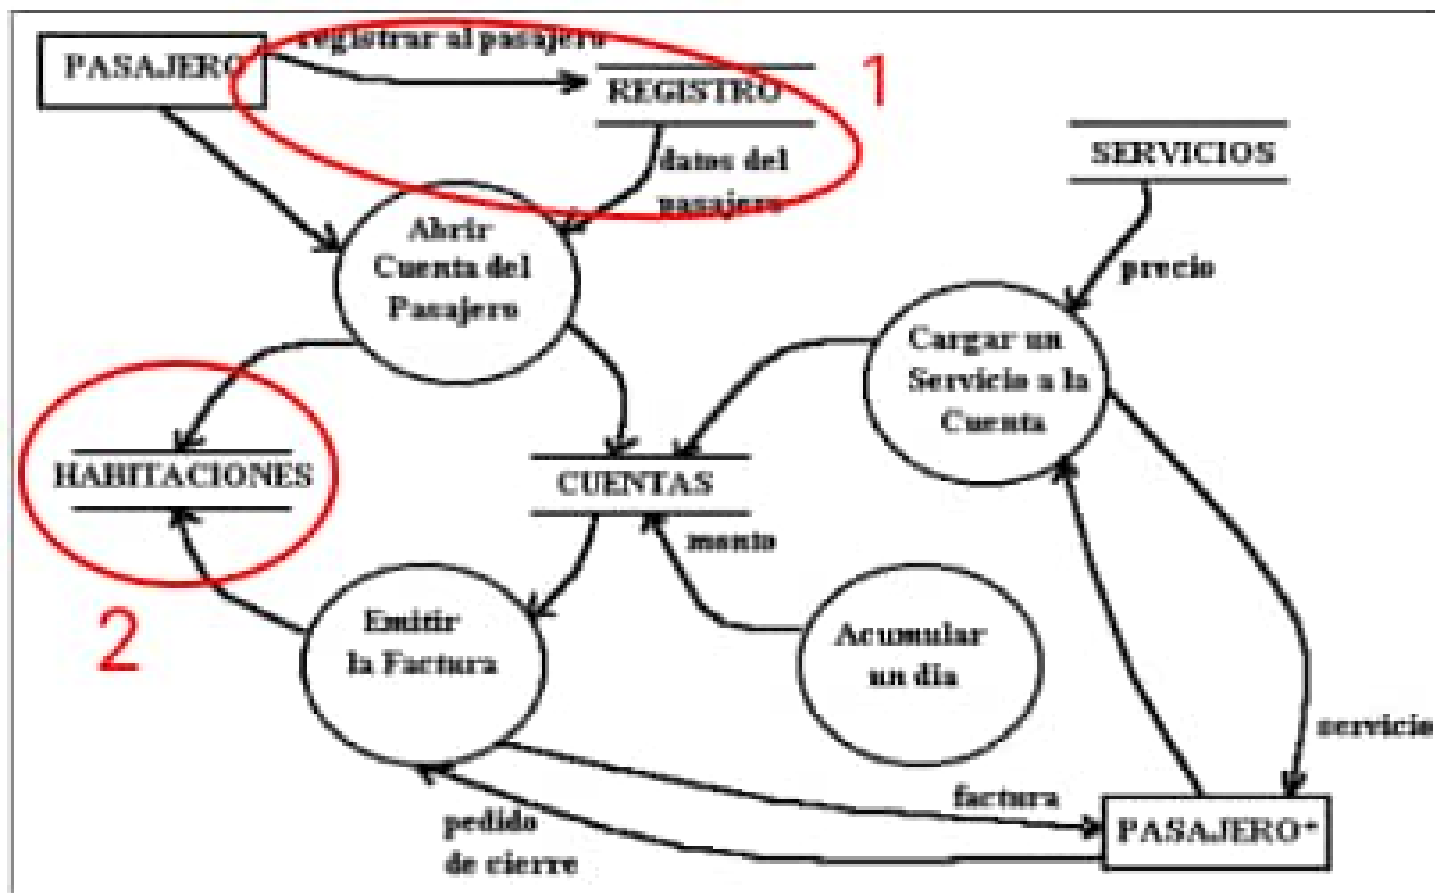 registrar al pasajero
PASAJERO
REGISTRO
1
datos del
pasajero
SERVICIOS
precio
Abrir
Cuenta del
Pasajero
Cargar un
Servicio a la
Cuenta
HABITACIONES
CUENTAS
monto
2
Emitir
la Factura
Acumular
un dia
servicio
factura
pedido
de cierre
PASAJERO*